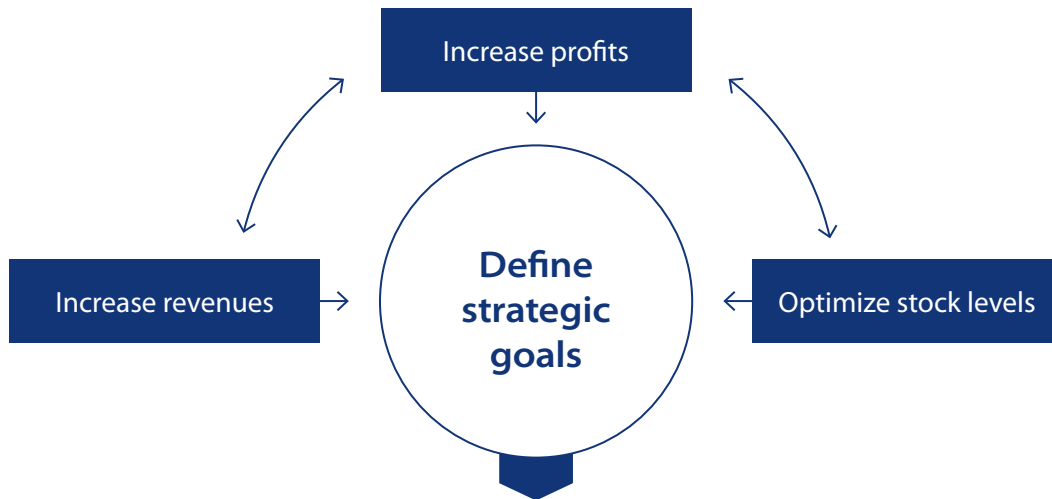 Increase profits
Increase revenues
Define
strategic
goals
Optimize stock levels